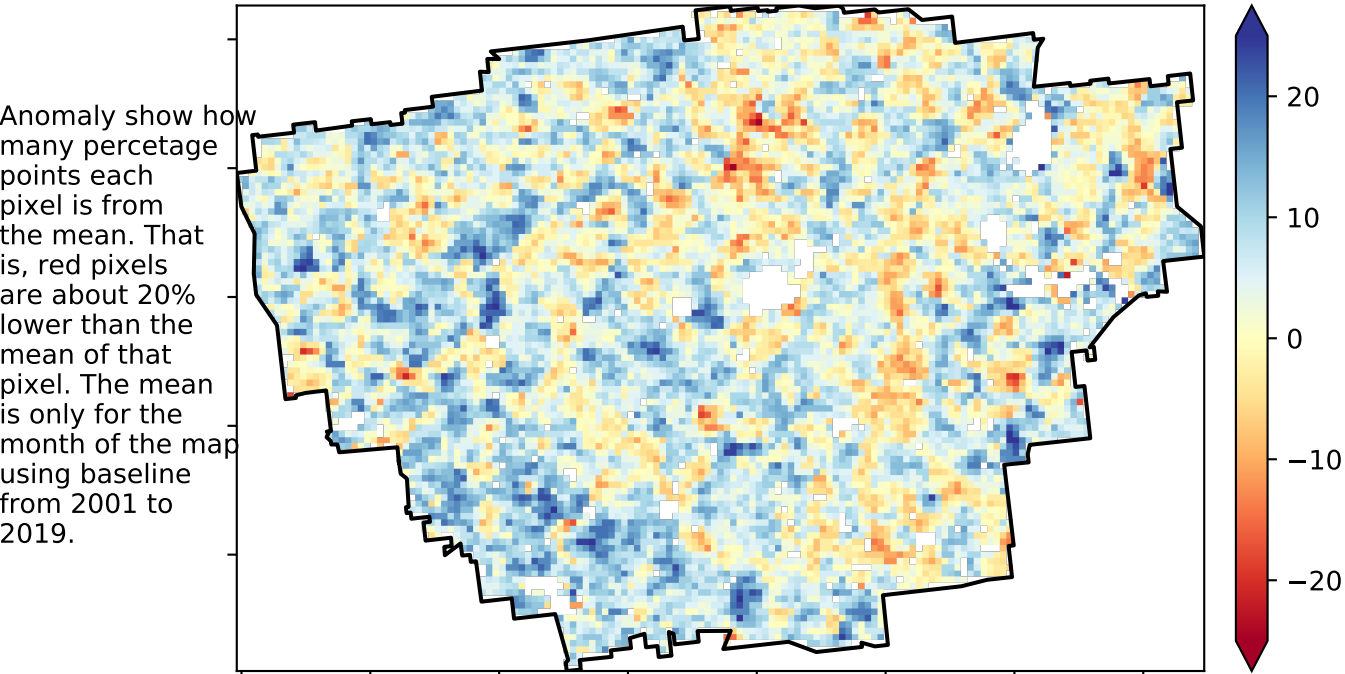 Anomaly show how
many percetage
points each
pixel is from
the mean. That
is, red pixels
are about 20%
lower than the
mean of that
pixel. The mean
is only for the
month of the map
using baseline
from 2001 to
2019.
20
10
0
−10
−20